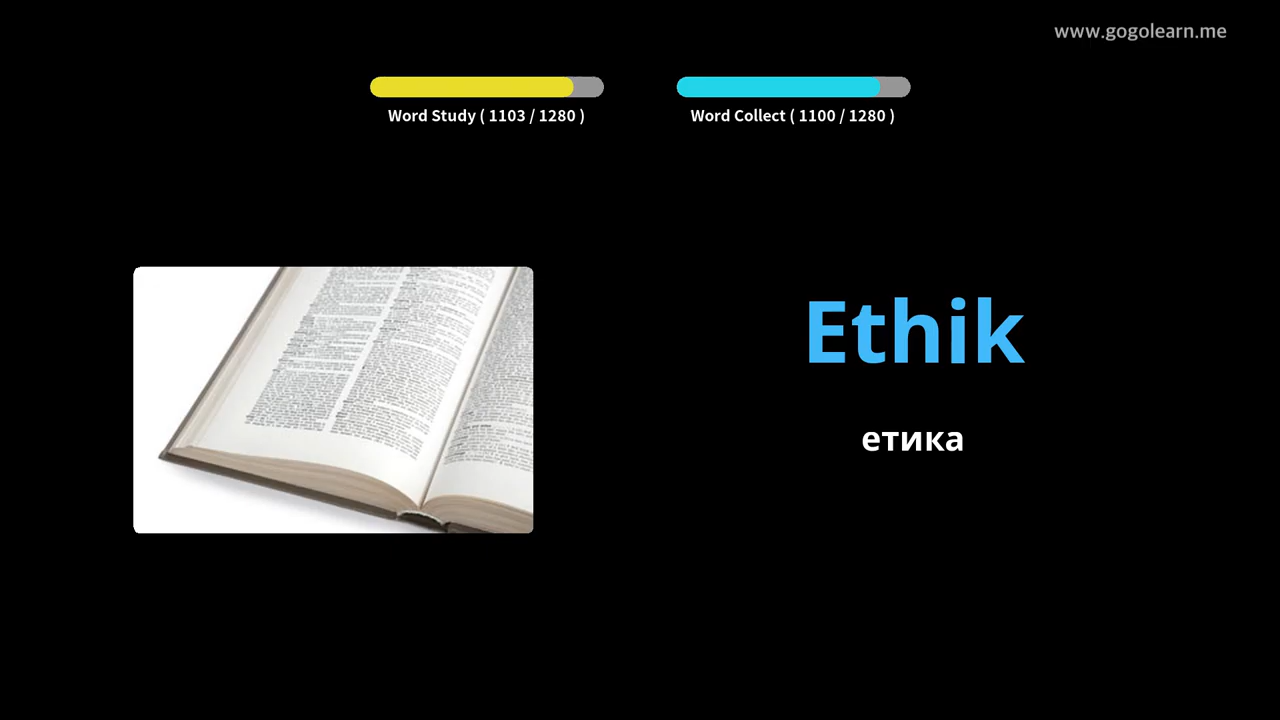 www.gogolearn.me
Word Study ( 1103 / 1280 )
Word Collect ( 1100 / 1280 )
Ethik
етика